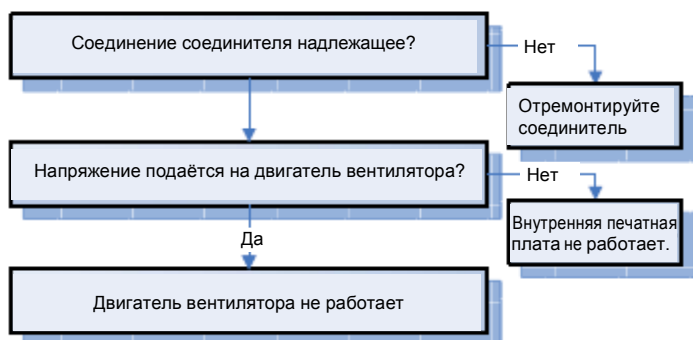 Соединение соединителя надлежащее?
Нет
Отремонтируйте
соединитель
Напряжение подаётся на двигатель вентилятора?
Нет
Внутренняя печатная
плата не работает.
Да
Двигатель вентилятора не работает